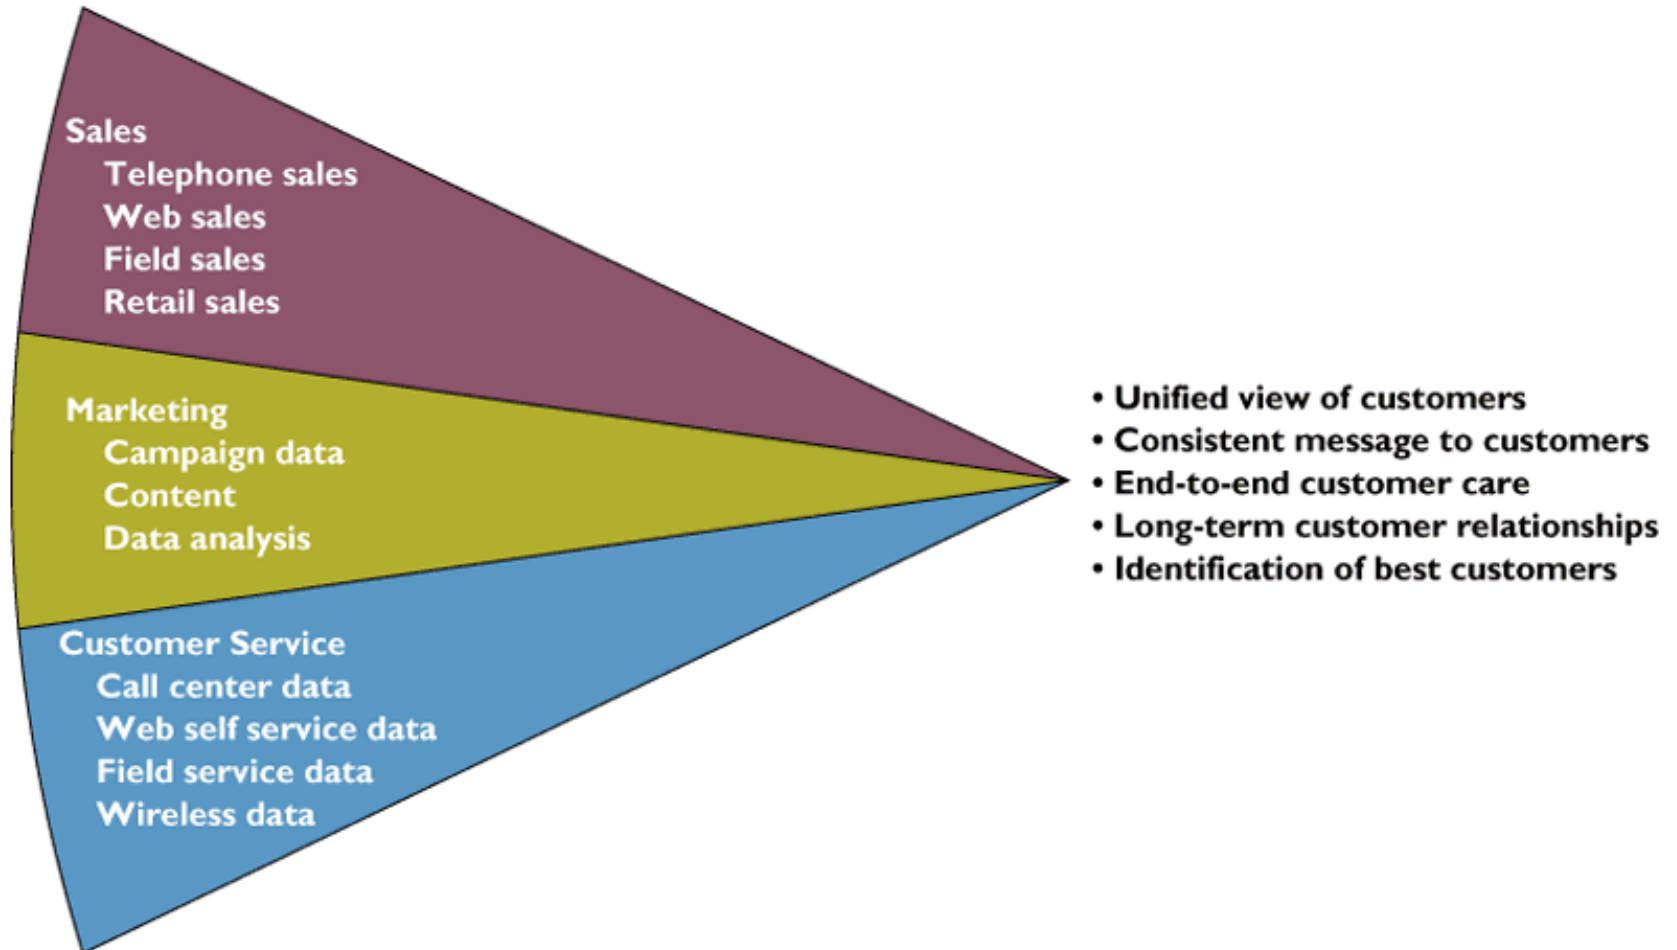 Sales
Telephone sales
Web sales
Field sales
Retail sales
Marketing
Campaign data
Content
Data analysis
Customer Service
Call center data
Web self service data
Field service data
Wireless data
• Unified view of customers
• Consistent message to customers
• End-to-end customer care
• Long-term customer relationships
• Identification of best customers